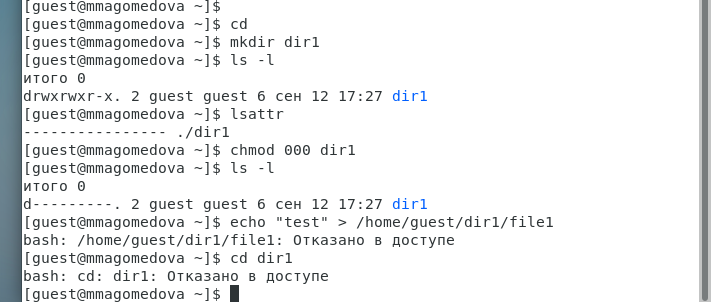 [guest@mmagomedova ~]$
[guest@mmagomedova ~]$ cd
[guest@mmagomedova ~]$ mkdir dir1
[guest@mmagomedova ~]$ ls -l
итого 0
drwxrwxr-x. 2 guest guest 6 сен 12 17:27 dir1
[guest@mmagomedova ~]$ lsattr
---------------- ./dir1
[guest@mmagomedova ~]$ chmod 000 dir1
[guest@mmagomedova ~]$ ls -l
итого 0
d---------. 2 guest guest 6 сен 12 17:27 dir1
[guest@mmagomedova ~]$ echo "test" > /home/guest/dir1/file1
bash: /home/guest/dir1/file1: Отказано в доступе
[guest@mmagomedova ~]$ cd dir1
bash: cd: dir1: Отказано в доступе
[guest@mmagomedova ~]$